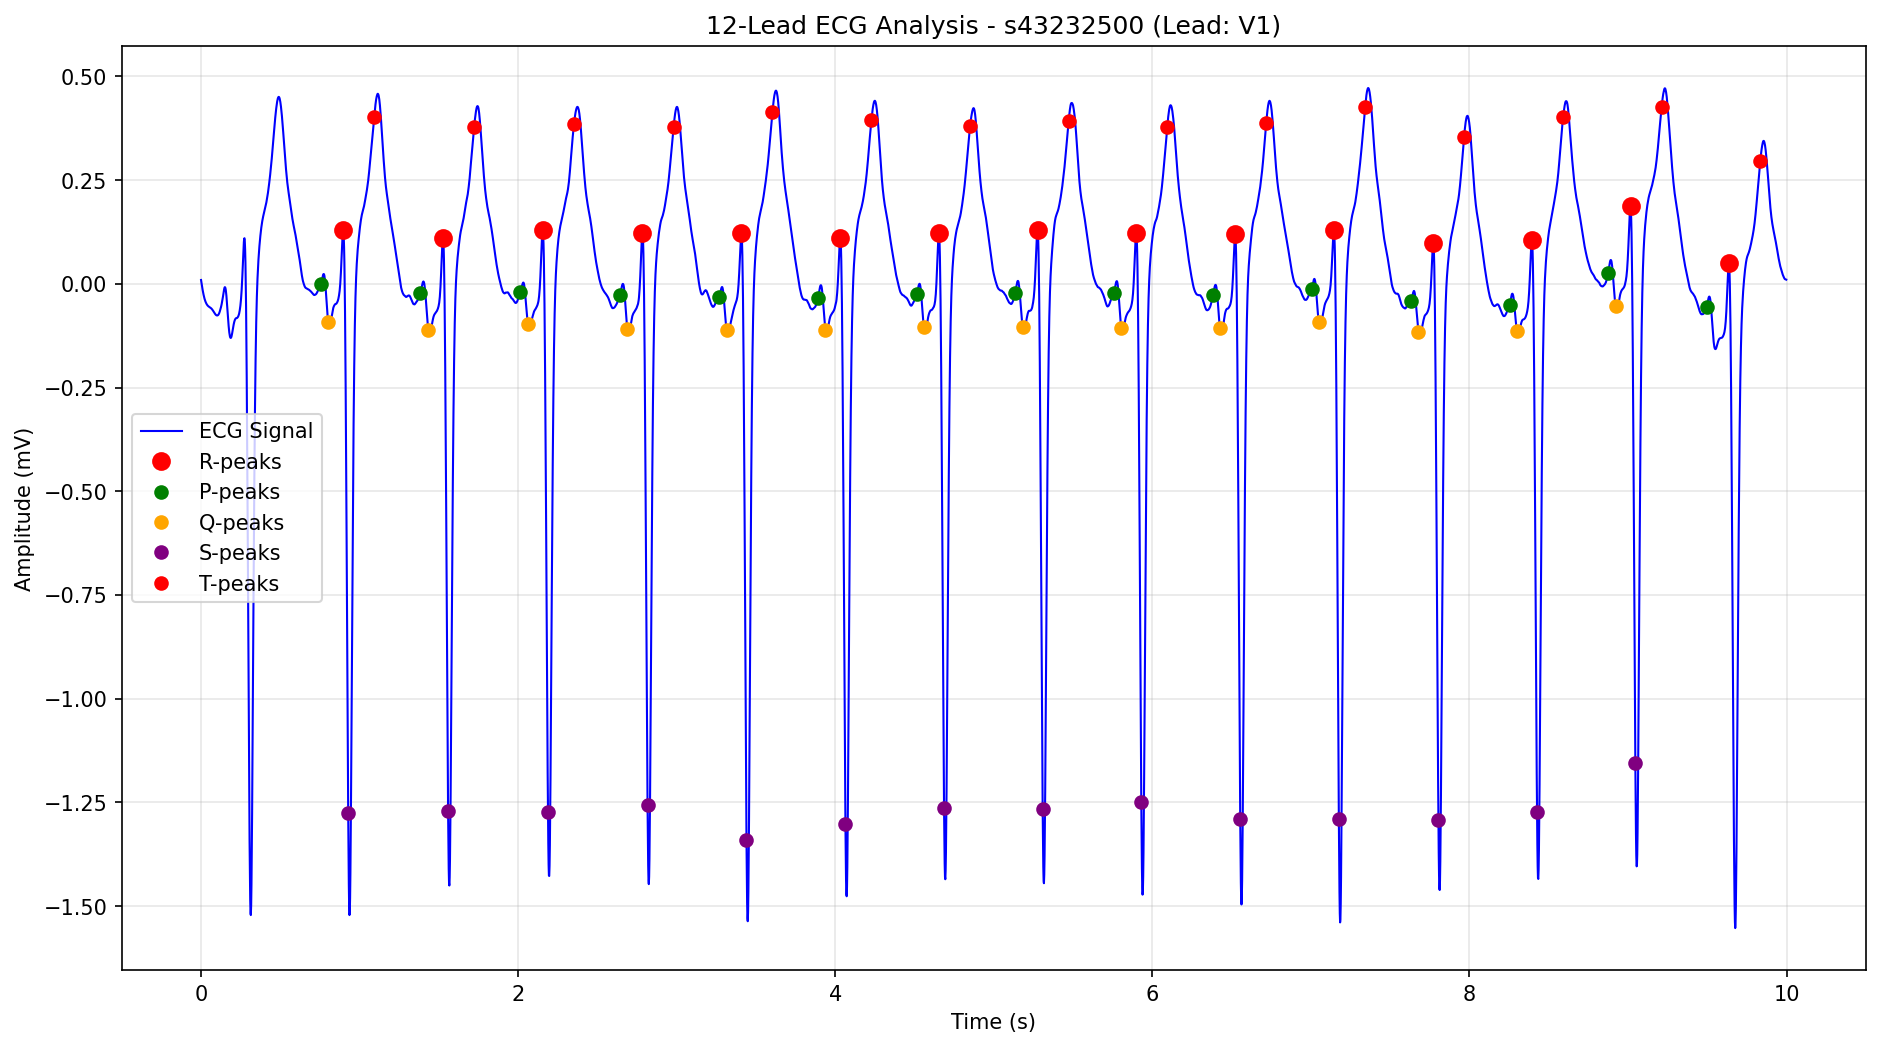 12-Lead ECG Analysis - s43232500 (Lead: V1)
Amplitude (mV)
0.50
0.25
0.00
−0.25
−0.50
−0.75
−1.00
−1.25
−1.50
ECG Signal
R-peaks
P-peaks
Q-peaks
S-peaks
T-peaks
0 2 4 6 8 10
Time (s)